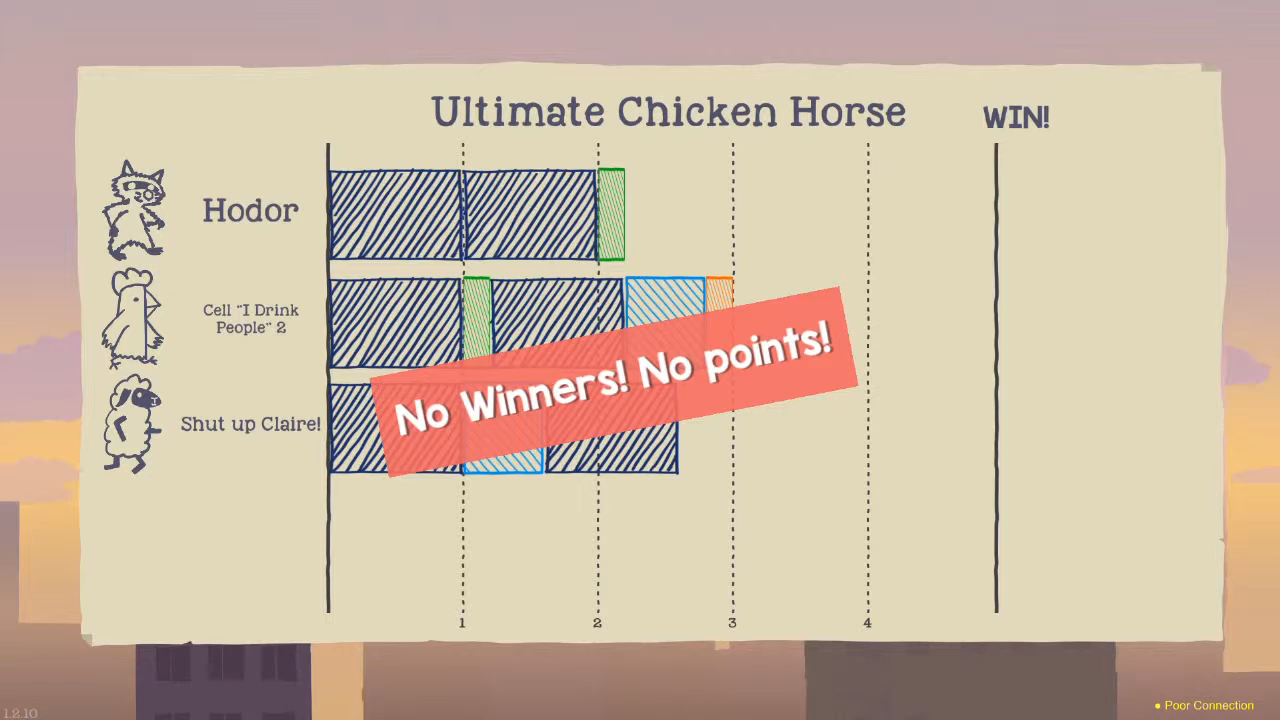 Ultimate Chicken Horse
WIN!
Hodor
Cell "I Drink
People" 2
Shut up Claire!
No Winners! No points!
1 2 3 4
1.2.10
Poor Connection